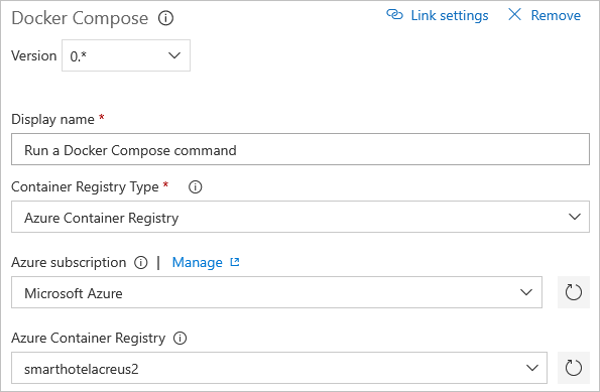 Docker Compose
Link settings
Remove
Version 0.*
Display name *
Run a Docker Compose command
Container Registry Type *
Azure Container Registry
Azure subscription | Manage
Microsoft Azure
Azure Container Registry
smarthotelacreus2